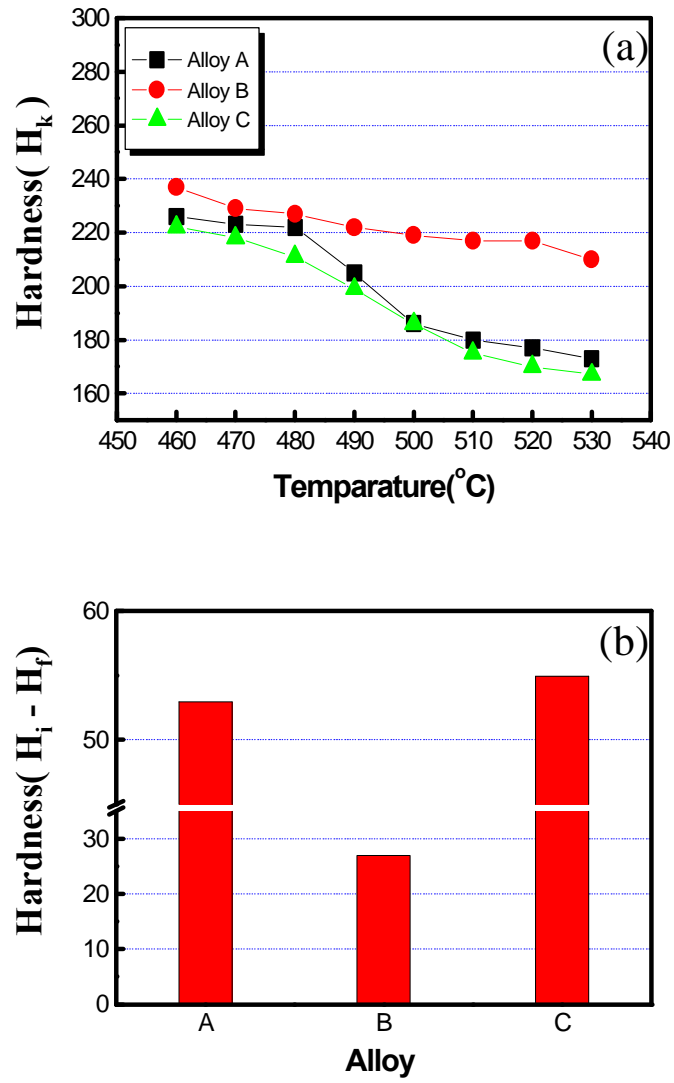 300
(a)
Alloy A
280
Alloy B
260
Alloy C
240
220
200
180
160
Hardness( Hk )
450 460 470 480 490 500 510 520 530 540
Temparature(oC)
60
(b)
50
30
20
10
0
Hardness( Hi - Hf)
A B C
Alloy